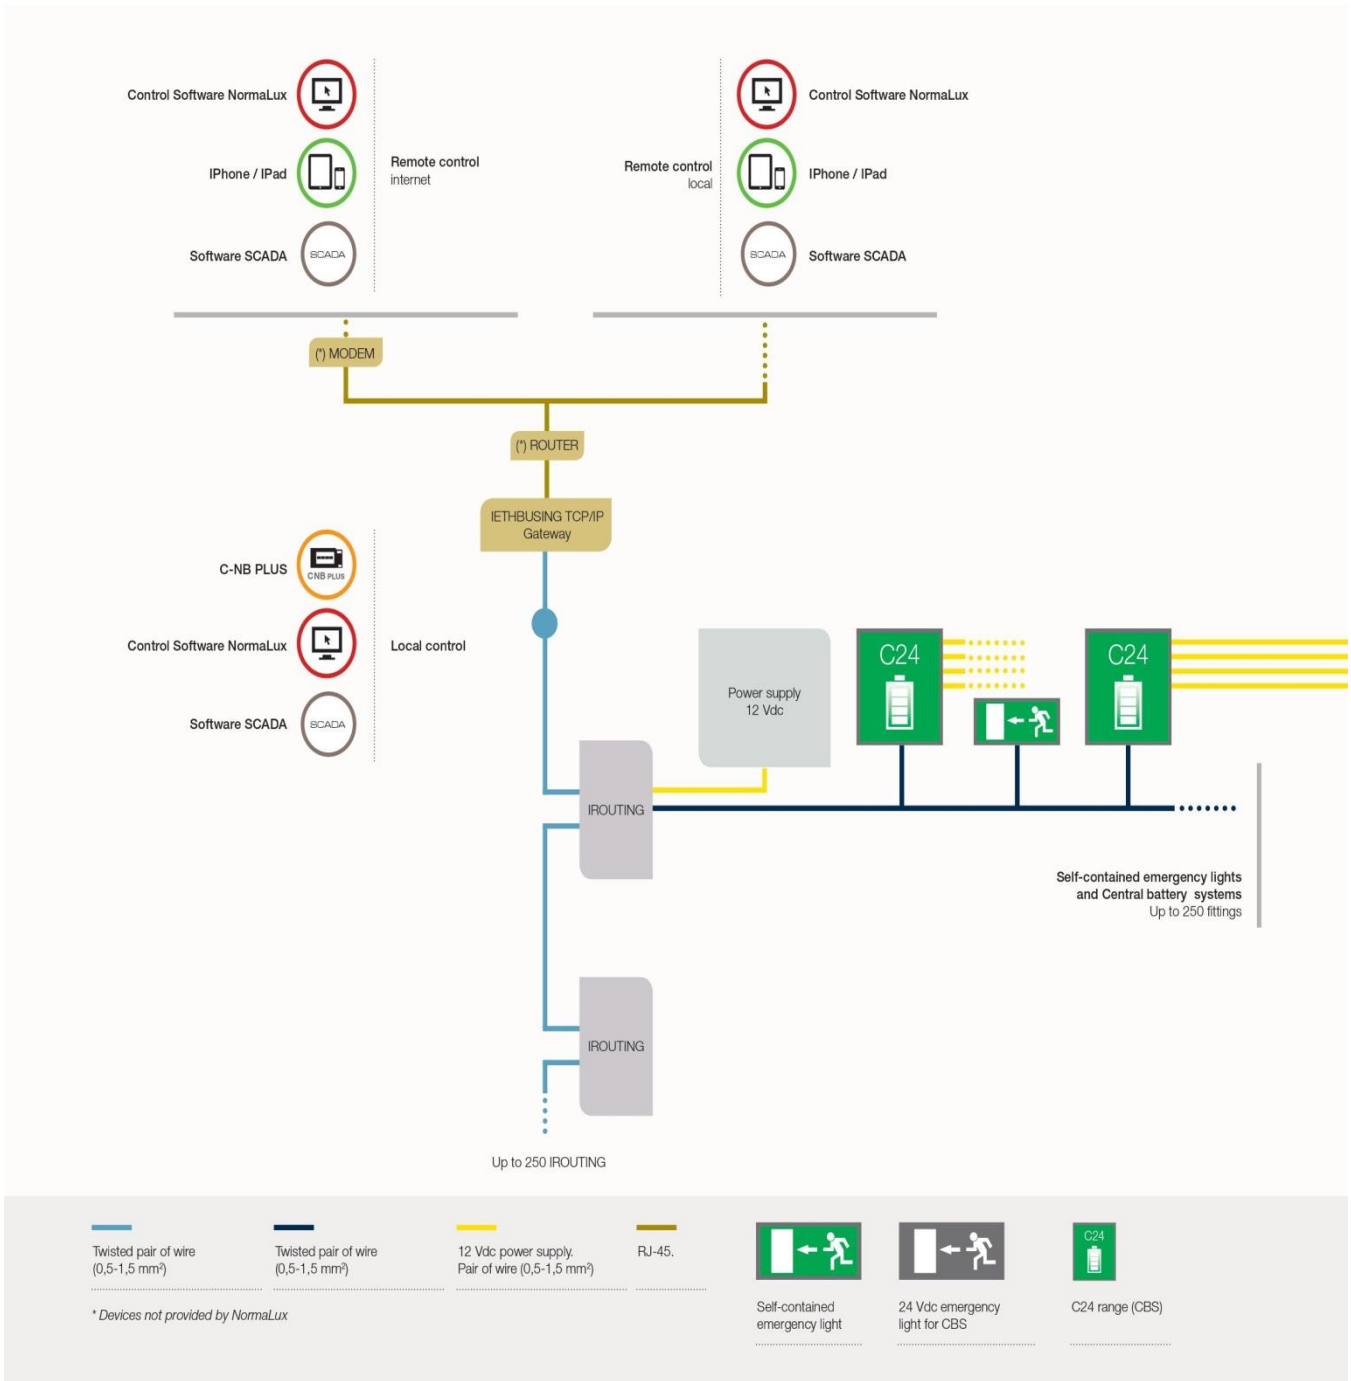 Control Software NormaLux
IPhone / IPad
Software SCADA
SCADA
Remote control
internet
Remote control
local
Control Software NormaLux
IPhone / IPad
SCADA
Software SCADA
(*) MODEM
(*) ROUTER
IETHBUSING TCP/IP
Gateway
C-NB PLUS
CNB PLUS
Control Software NormaLux
Local control
Software SCADA
SCADA
Power supply
12 Vdc
C24
C24
IROUTING
Self-contained emergency lights
and Central battery systems
Up to 250 fittings
IROUTING
Up to 250 IROUTING
Twisted pair of wire
(0,5-1,5 mm²)
Twisted pair of wire
(0,5-1,5 mm²)
12 Vdc power supply.
Pair of wire (0,5-1,5 mm²)
RJ-45.
* Devices not provided by NormaLux
Self-contained
emergency light
24 Vdc emergency
light for CBS
C24
C24 range (CBS)